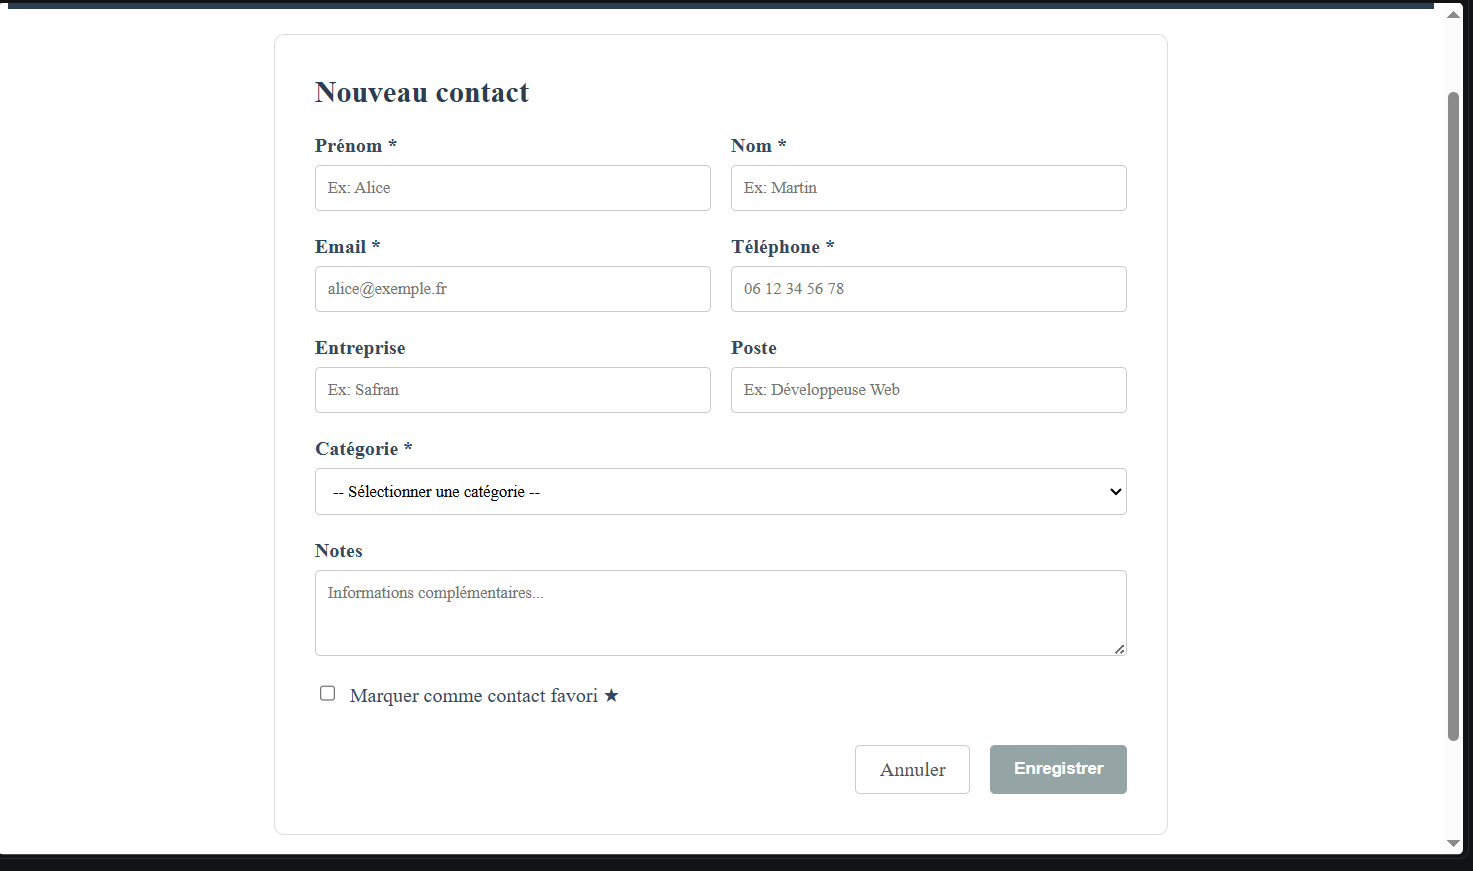 Nouveau contact
Prénom *
Nom *
Ex: Alice
Ex: Martin
Email *
Téléphone *
alice@exemple.fr
06 12 34 56 78
Entreprise
Poste
Ex: Safran
Ex: Développeuse Web
Catégorie *
-- Sélectionner une catégorie --
Notes
Informations complémentaires...
Marquer comme contact favori ★
Annuler
Enregistrer